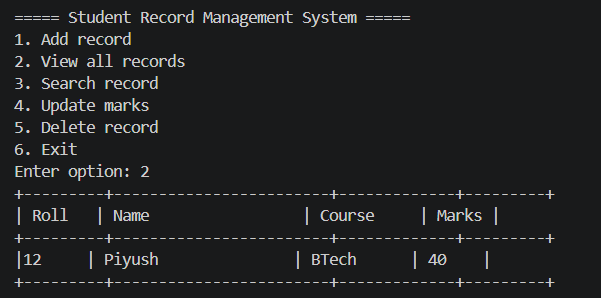 ===== Student Record Management System =====
1. Add record
2. View all records
3. Search record
4. Update marks
5. Delete record
6. Exit
Enter option: 2
+---------+------------------------+-------------+---------+
| Roll   | Name                   | Course     | Marks |
+---------+------------------------+-------------+---------+
|12      | Piyush               | BTech      | 40    |
+---------+------------------------+-------------+---------+